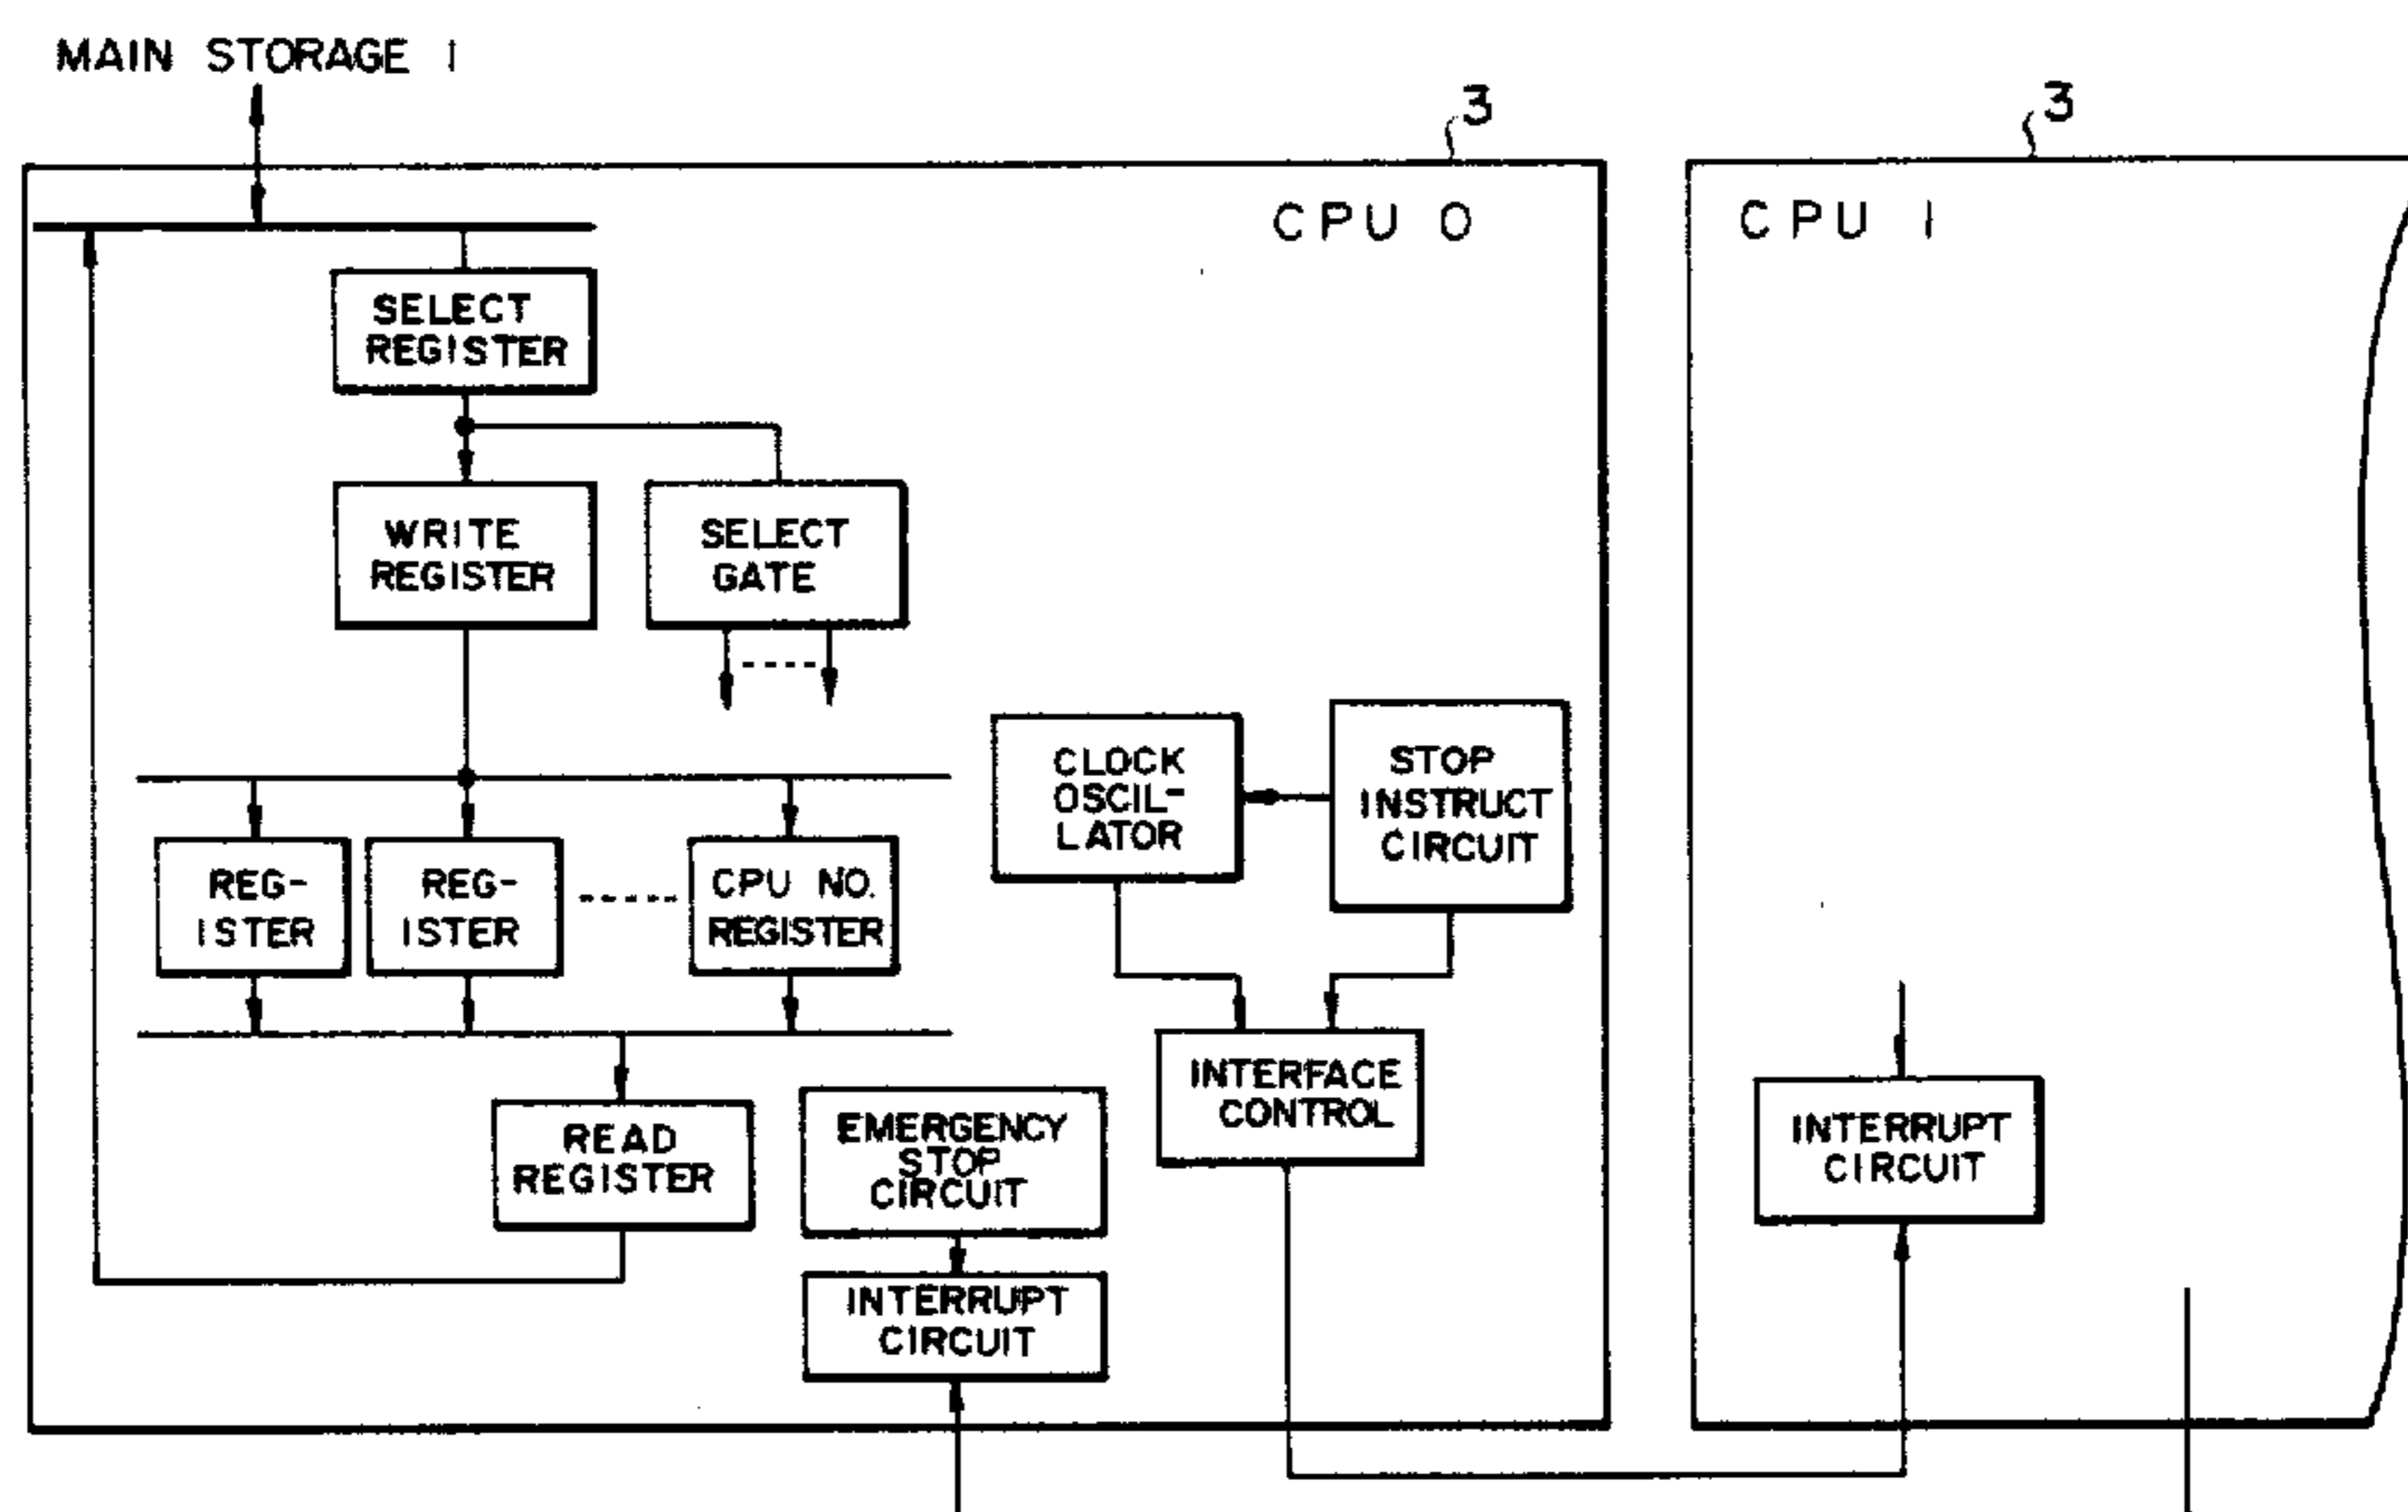 MAIN STORAGE 1
3
3
CPU 0
CPU 1
SELECT
REGISTER
WRITE
REGISTER
SELECT
GATE
CLOCK
OSCIL-
LATOR
STOP
INSTRUCT
CIRCUIT
REG-
ISTER
REG-
ISTER
CPU NO.
REGISTER
INTERFACE
CONTROL
READ
REGISTER
EMERGENCY
STOP
CIRCUIT
INTERRUPT
CIRCUIT
INTERRUPT
CIRCUIT